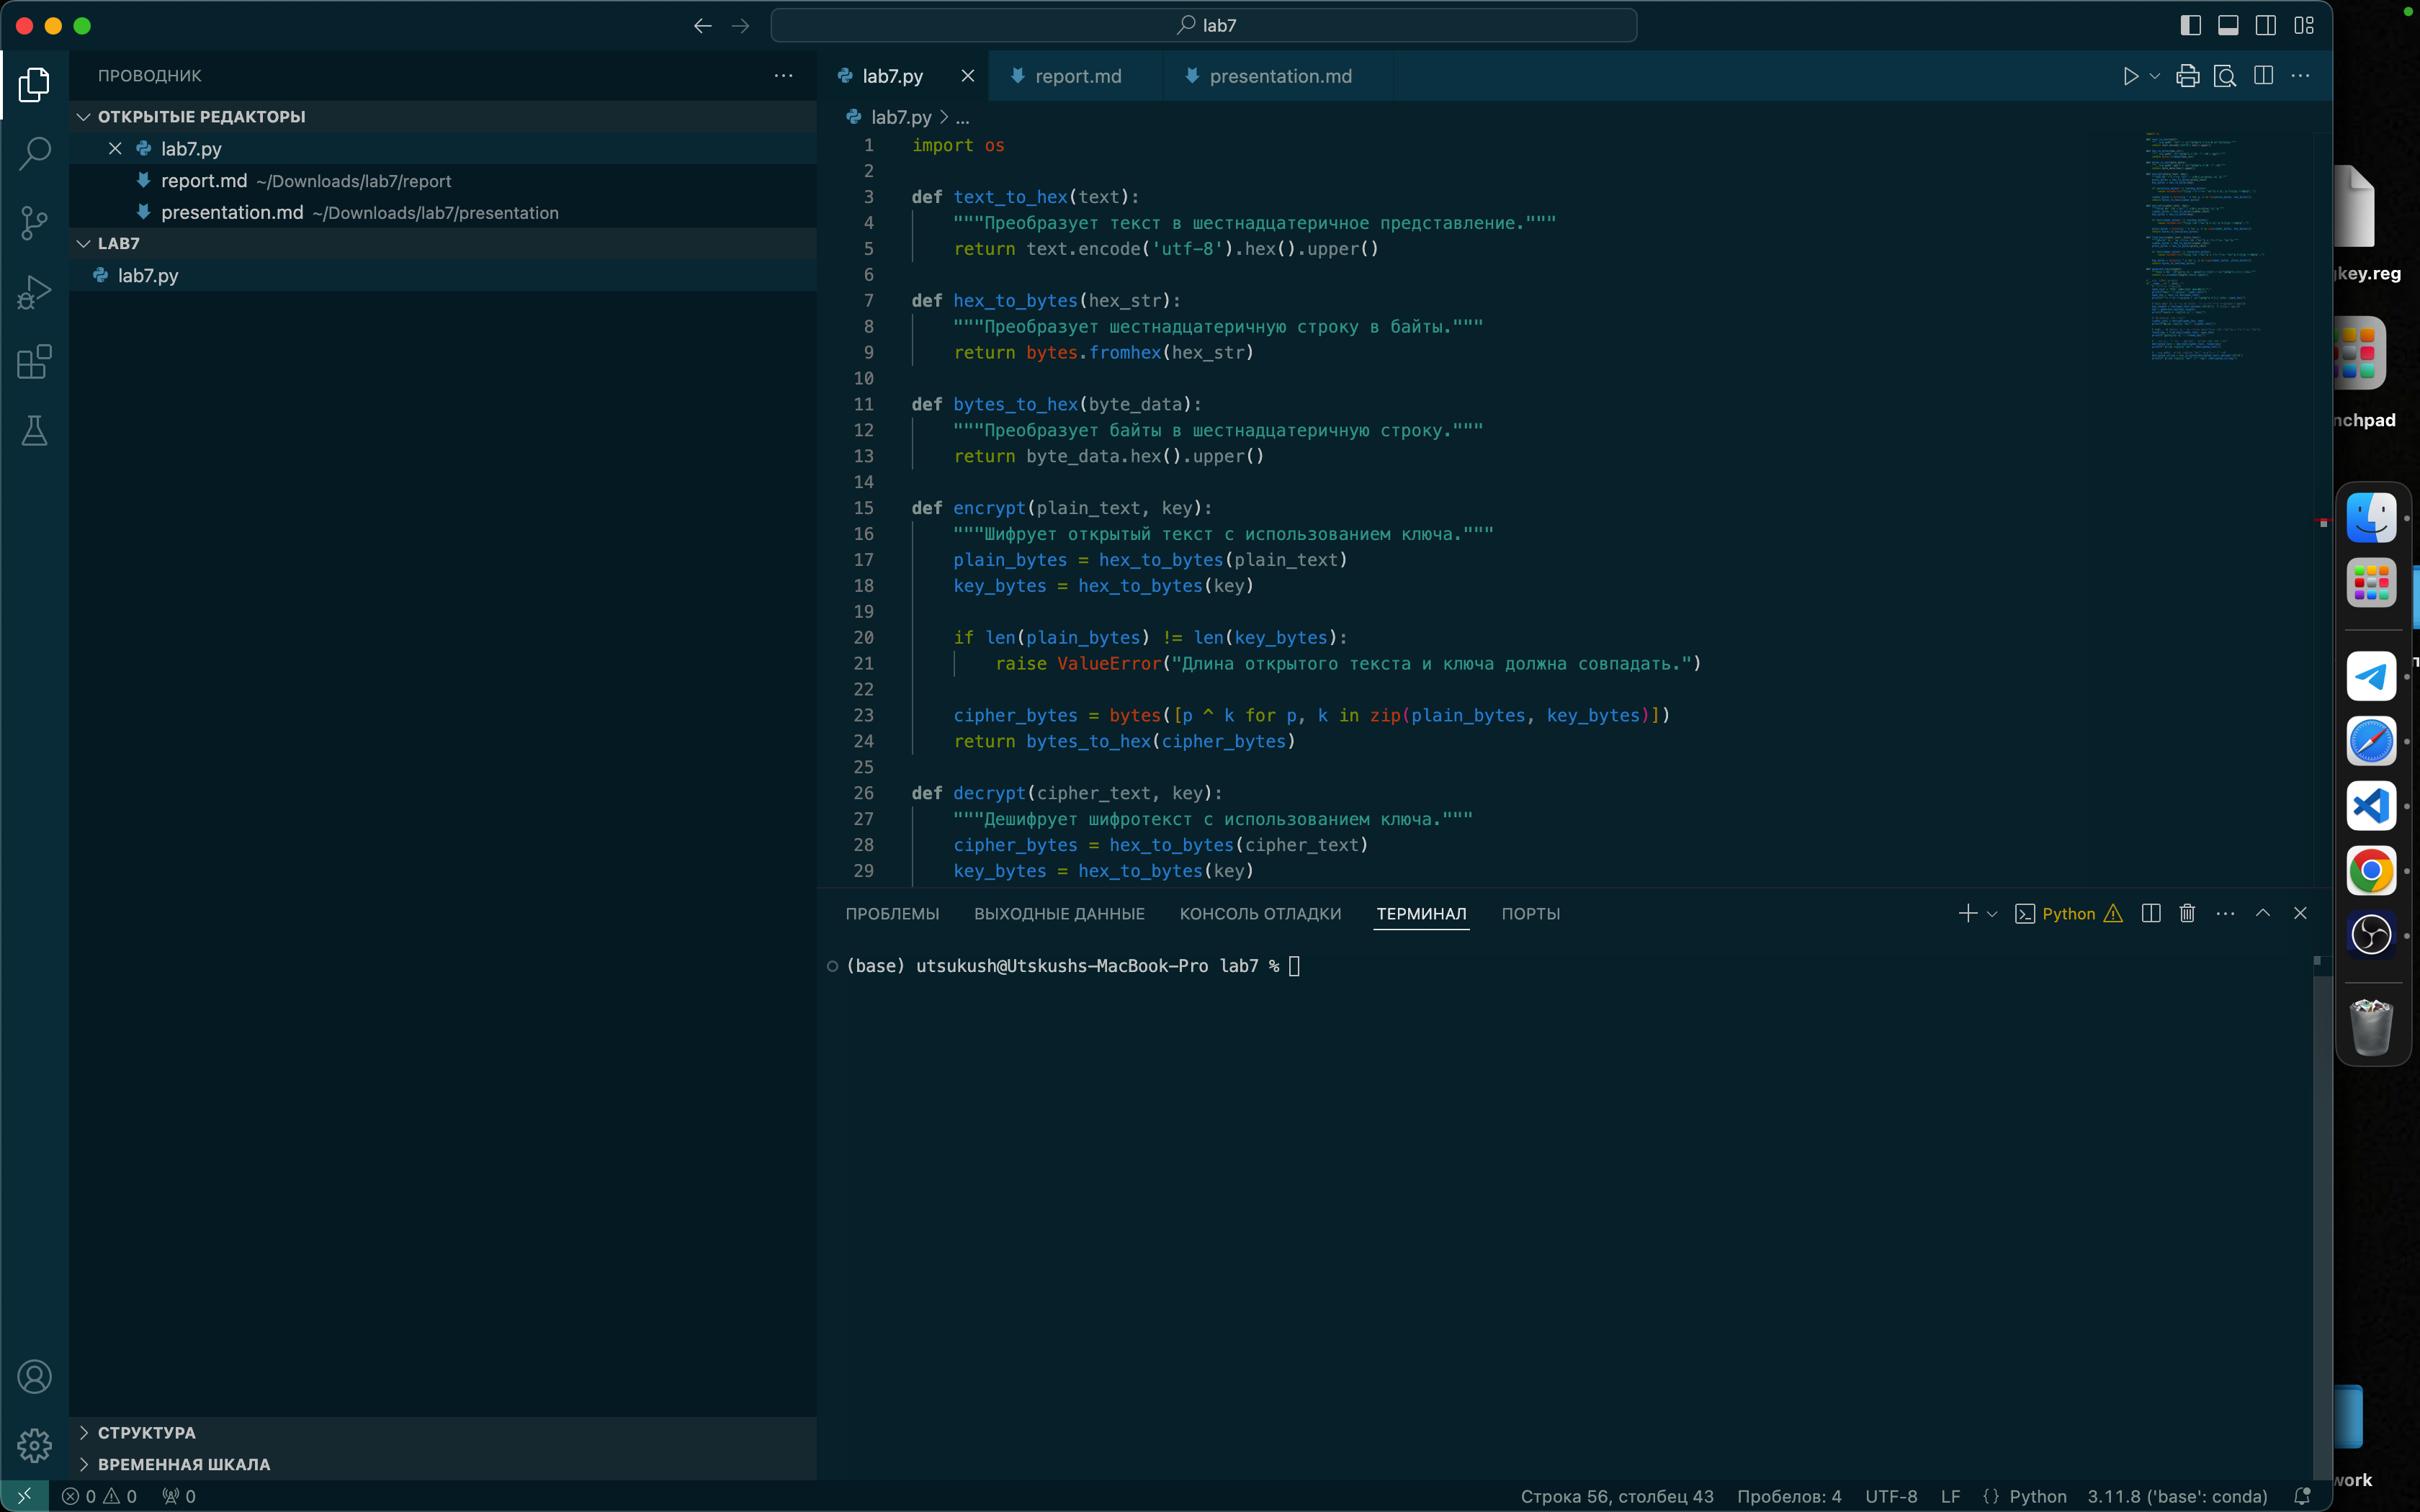 lab7
ПРОВОДНИК
ОТКРЫТЫЕ РЕДАКТОРЫ
lab7.py
report.md ~/Downloads/lab7/report
presentation.md ~/Downloads/lab7/presentation
LAB7
lab7.py
СТРУКТУРА
ВРЕМЕННАЯ ШКАЛА
lab7.py report.md presentation.md
lab7.py > ...
1 import os
2
3 def text_to_hex(text):
4 """Преобразует текст в шестнадцатеричное представление."""
5 return text.encode('utf-8').hex().upper()
6
7 def hex_to_bytes(hex_str):
8 """Преобразует шестнадцатеричную строку в байты."""
9 return bytes.fromhex(hex_str)
10
11 def bytes_to_hex(byte_data):
12 """Преобразует байты в шестнадцатеричную строку."""
13 return byte_data.hex().upper()
14
15 def encrypt(plain_text, key):
16 """Шифрует открытый текст с использованием ключа."""
17 plain_bytes = hex_to_bytes(plain_text)
18 key_bytes = hex_to_bytes(key)
19
20 if len(plain_bytes) != len(key_bytes):
21 raise ValueError("Длина открытого текста и ключа должна совпадать.")
22
23 cipher_bytes = bytes([p ^ k for p, k in zip(plain_bytes, key_bytes)])
24 return bytes_to_hex(cipher_bytes)
25
26 def decrypt(cipher_text, key):
27 """Дешифрует шифротекст с использованием ключа."""
28 cipher_bytes = hex_to_bytes(cipher_text)
29 key_bytes = hex_to_bytes(key)
ПРОБЛЕМЫ ВЫХОДНЫЕ ДАННЫЕ КОНСОЛЬ ОТЛАДКИ ТЕРМИНАЛ ПОРТЫ Python
(base) utsukush@Utskushs-MacBook-Pro lab7 %
0 0 0 Строка 56, столбец 43 Пробелов: 4 UTF-8 LF {} Python 3.11.8 ('base': conda)
key.reg
nchpad
work